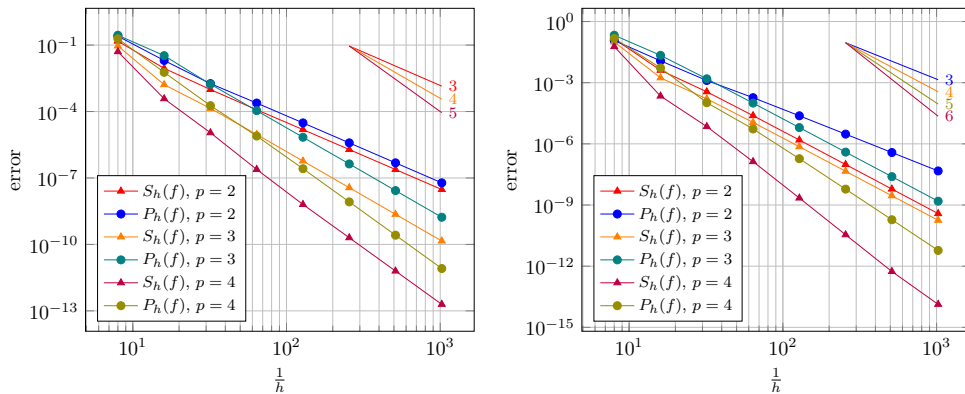 10^{-1}
10^{-4}
10^{-7}
10^{-10}
10^{-13}
error
3
4
5
S_h(f), p = 2
P_h(f), p = 2
S_h(f), p = 3
P_h(f), p = 3
S_h(f), p = 4
P_h(f), p = 4
10^1
10^2
10^3
\frac{1}{h}
10^0
10^{-3}
10^{-6}
10^{-9}
10^{-12}
10^{-15}
error
3
4
5
6
S_h(f), p = 2
P_h(f), p = 2
S_h(f), p = 3
P_h(f), p = 3
S_h(f), p = 4
P_h(f), p = 4
10^1
10^2
10^3
\frac{1}{h}